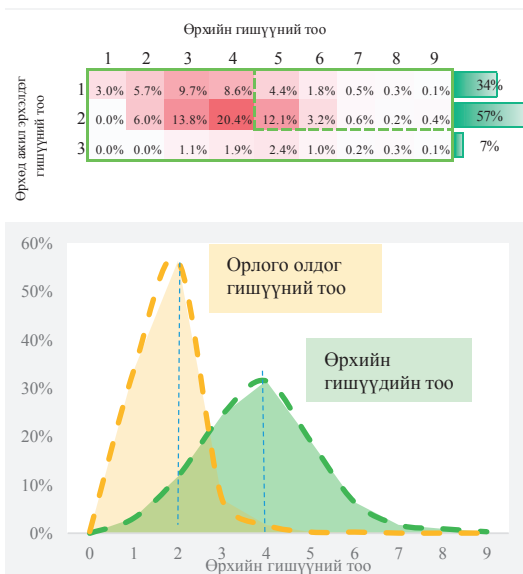 Өрхийн гишүүний тоо
1 2 3 4 5 6 7 8 9
Өрхөд ажил эрхэлдэг
гишүүний тоо
1 3.0% 5.7% 9.7% 8.6% 4.4% 1.8% 0.5% 0.3% 0.1% 34%
2 0.0% 6.0% 13.8% 20.4% 12.1% 3.2% 0.6% 0.2% 0.4% 57%
3 0.0% 0.0% 1.1% 1.9% 2.4% 1.0% 0.2% 0.3% 0.1% 7%
60%
50%
40%
30%
20%
10%
0%
Орлого олдог
гишүүний тоо
Өрхийн
гишүүдийн тоо
0 1 2 3 4 5 6 7 8 9
Өрхийн гишүүний тоо